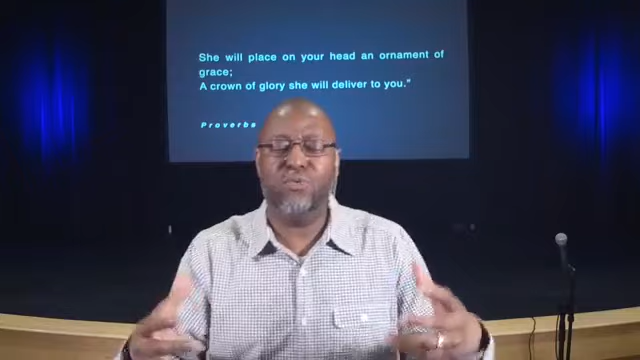 She will place on your head an ornament of
grace;
A crown of glory she will deliver to you."
Proverbs